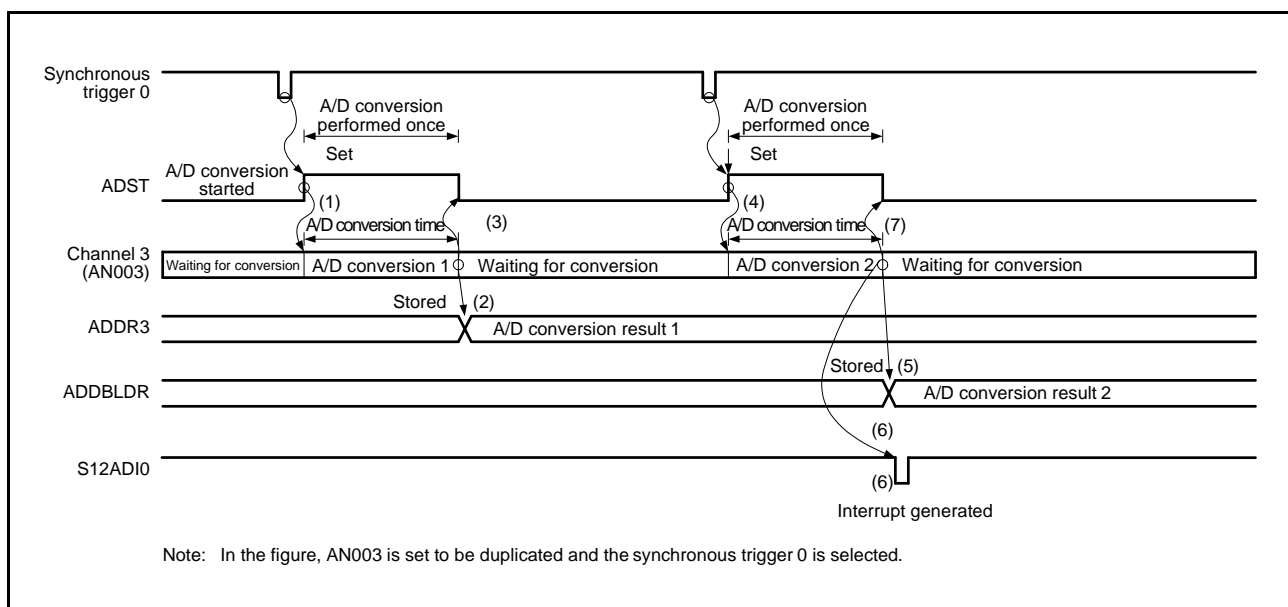 Synchronous
trigger 0
A/D conversion
performed once
A/D conversion
performed once
Set
Set
A/D conversion
started
ADST
(1)
(3)
(4)
(7)
A/D conversion time
A/D conversion time
Channel 3
(AN003)
Waiting for conversion
A/D conversion 1
Waiting for conversion
A/D conversion 2
Waiting for conversion
Stored
(2)
ADDR3
A/D conversion result 1
Stored
(5)
ADDBLDR
A/D conversion result 2
(6)
S12ADI0
(6)
Interrupt generated
Note: In the figure, AN003 is set to be duplicated and the synchronous trigger 0 is selected.